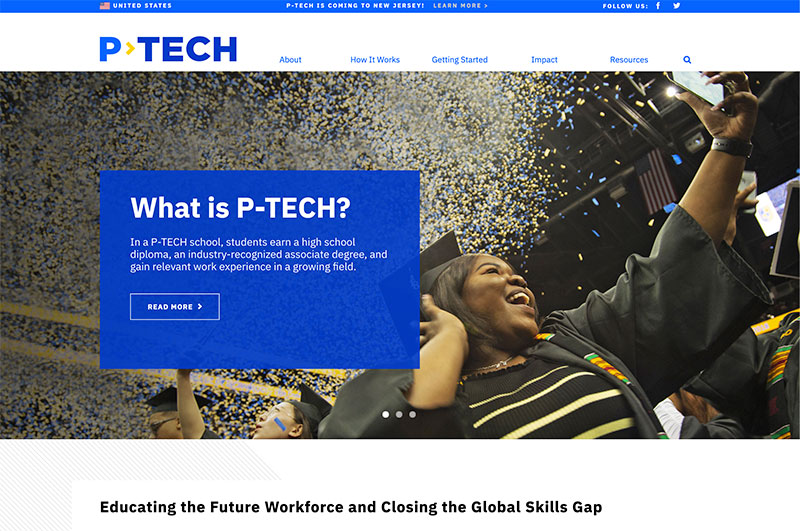 UNITED STATES
P-TECH IS COMING TO NEW JERSEY! LEARN MORE >
FOLLOW US:
P>TECH
About
How It Works
Getting Started
Impact
Resources
What is P-TECH?
In a P-TECH school, students earn a high school
diploma, an industry-recognized associate degree, and
gain relevant work experience in a growing field.
READ MORE >
Educating the Future Workforce and Closing the Global Skills Gap